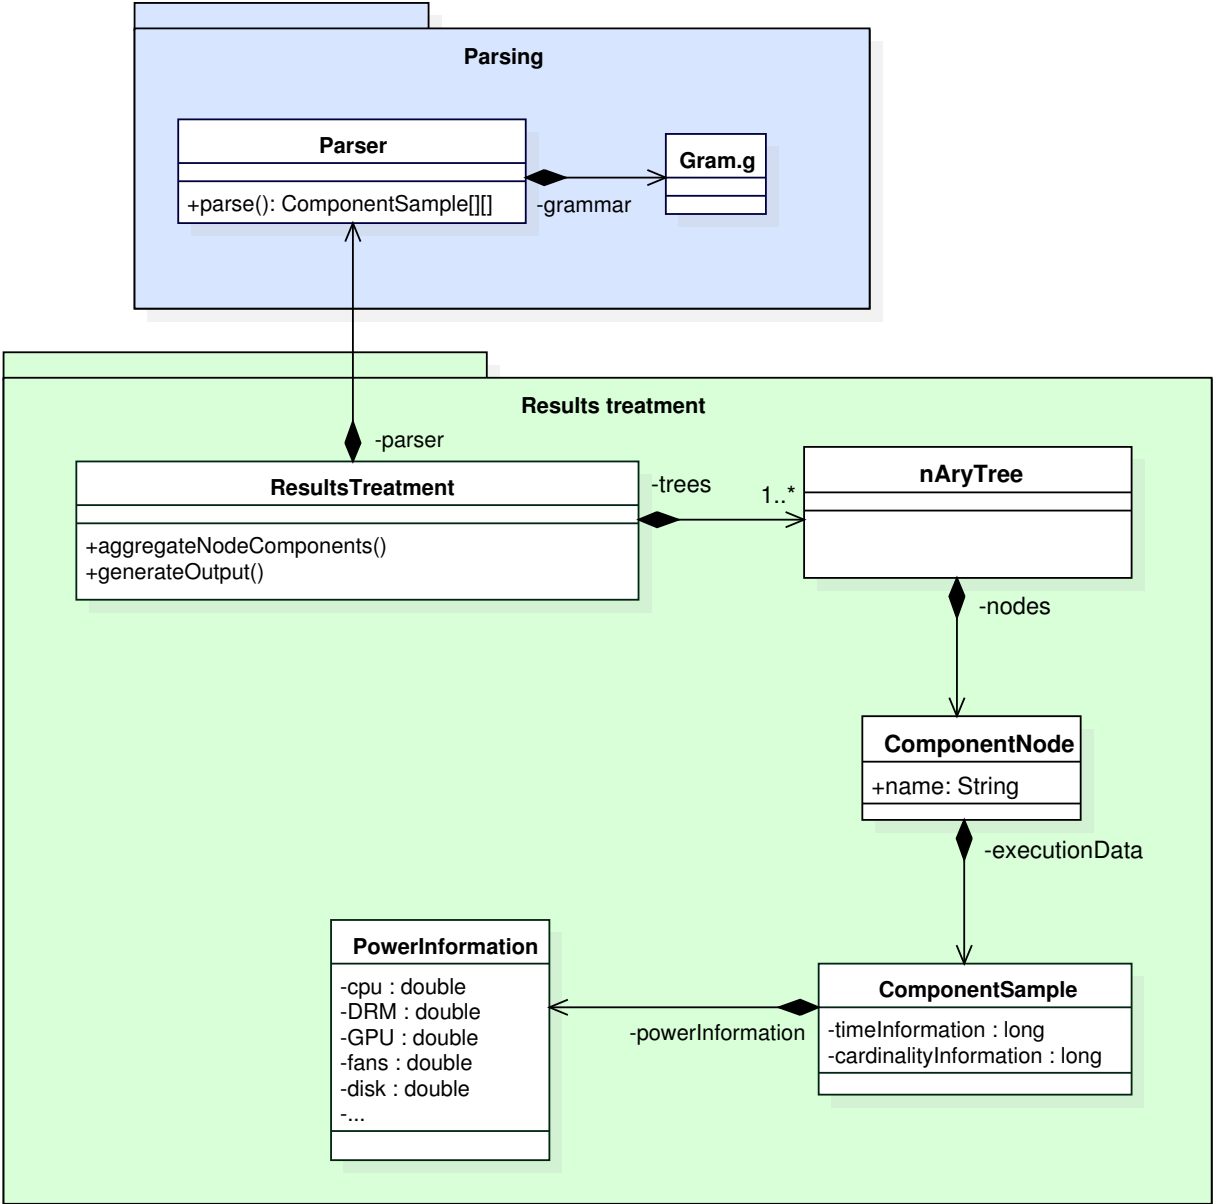 Parsing
Parser
+parse(): ComponentSample[][]
-grammar
Gram.g
Results treatment
-parser
ResultsTreatment
+aggregateNodeComponents()
+generateOutput()
-trees
1..*
nAryTree
-nodes
ComponentNode
+name: String
-executionData
PowerInformation
-cpu : double
-DRM : double
-GPU : double
-fans : double
-disk : double
-...
-powerInformation
ComponentSample
-timeInformation : long
-cardinalityInformation : long